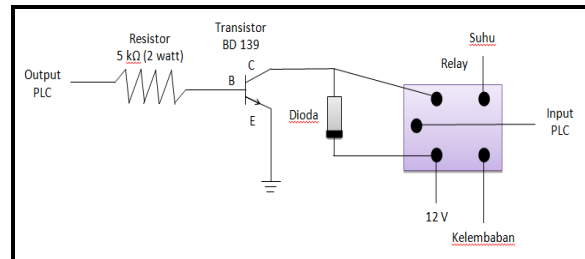 Transistor
BD 139
Resistor
5 kΩ (2 watt)
Suhu
Relay
Output
PLC
C
B
E
Dioda
Input
PLC
12 V
Kelembaban